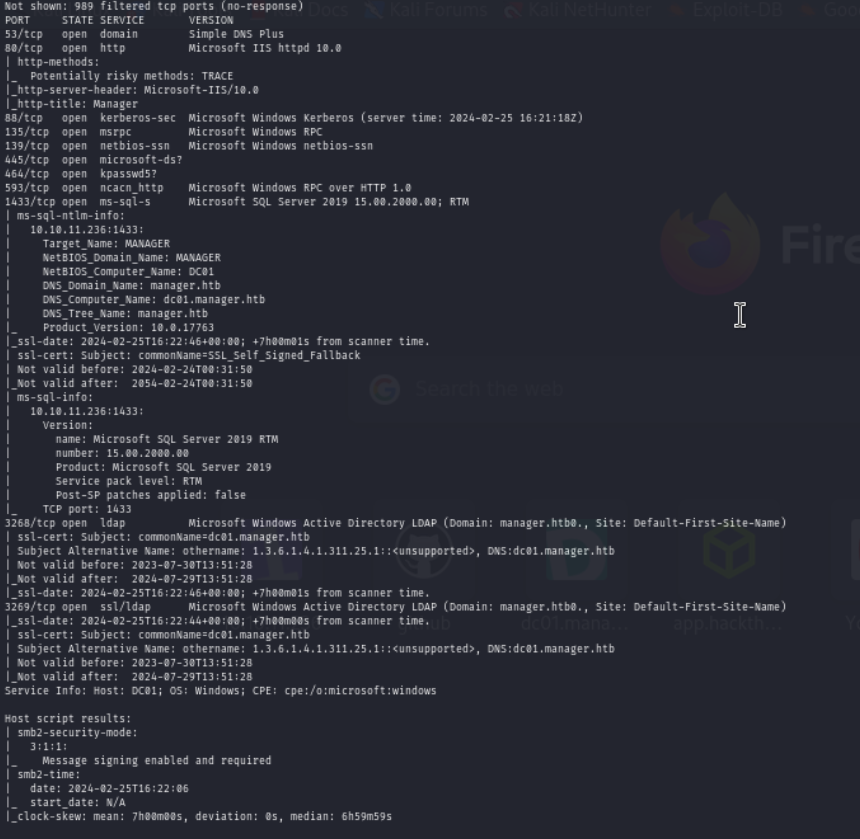 Not shown: 989 filtered tcp ports (no-response)
PORT     STATE SERVICE       VERSION
53/tcp   open  domain        Simple DNS Plus
80/tcp   open  http          Microsoft IIS httpd 10.0
| http-methods:
|_  Potentially risky methods: TRACE
|_http-server-header: Microsoft-IIS/10.0
|_http-title: Manager
88/tcp   open  kerberos-sec  Microsoft Windows Kerberos (server time: 2024-02-25 16:21:18Z)
135/tcp  open  msrpc         Microsoft Windows RPC
139/tcp  open  netbios-ssn   Microsoft Windows netbios-ssn
445/tcp  open  microsoft-ds?
464/tcp  open  kpasswd5?
593/tcp  open  ncacn_http    Microsoft Windows RPC over HTTP 1.0
1433/tcp open  ms-sql-s      Microsoft SQL Server 2019 15.00.2000.00; RTM
| ms-sql-ntlm-info:
|   10.10.11.236:1433:
|     Target_Name: MANAGER
|     NetBIOS_Domain_Name: MANAGER
|     NetBIOS_Computer_Name: DC01
|     DNS_Domain_Name: manager.htb
|     DNS_Computer_Name: dc01.manager.htb
|     DNS_Tree_Name: manager.htb
|_    Product_Version: 10.0.17763
|_ssl-date: 2024-02-25T16:22:46+00:00; +7h00m01s from scanner time.
| ssl-cert: Subject: commonName=SSL_Self_Signed_Fallback
| Not valid before: 2024-02-24T00:31:50
|_Not valid after:  2054-02-24T00:31:50
| ms-sql-info:
|   10.10.11.236:1433:
|     Version:
|       name: Microsoft SQL Server 2019 RTM
|       number: 15.00.2000.00
|       Product: Microsoft SQL Server 2019
|       Service pack level: RTM
|       Post-SP patches applied: false
|_    TCP port: 1433
3268/tcp open  ldap          Microsoft Windows Active Directory LDAP (Domain: manager.htb0., Site: Default-First-Site-Name)
| ssl-cert: Subject: commonName=dc01.manager.htb
| Subject Alternative Name: othername: 1.3.6.1.4.1.311.25.1::<unsupported>, DNS:dc01.manager.htb
| Not valid before: 2023-07-30T13:51:28
|_Not valid after:  2024-07-29T13:51:28
|_ssl-date: 2024-02-25T16:22:46+00:00; +7h00m01s from scanner time.
3269/tcp open  ssl/ldap      Microsoft Windows Active Directory LDAP (Domain: manager.htb0., Site: Default-First-Site-Name)
|_ssl-date: 2024-02-25T16:22:44+00:00; +7h00m00s from scanner time.
| ssl-cert: Subject: commonName=dc01.manager.htb
| Subject Alternative Name: othername: 1.3.6.1.4.1.311.25.1::<unsupported>, DNS:dc01.manager.htb
| Not valid before: 2023-07-30T13:51:28
|_Not valid after:  2024-07-29T13:51:28
Service Info: Host: DC01; OS: Windows; CPE: cpe:/o:microsoft:windows
Host script results:
| smb2-security-mode:
|   3:1:1:
|_    Message signing enabled and required
| smb2-time:
|   date: 2024-02-25T16:22:06
|_  start_date: N/A
|_clock-skew: mean: 7h00m00s, deviation: 0s, median: 6h59m59s
Docs
Kali Forums
Kali NetHunter
Exploit-DB
Goo
Fire
Search the web
dc01.mana...
app.hackth...